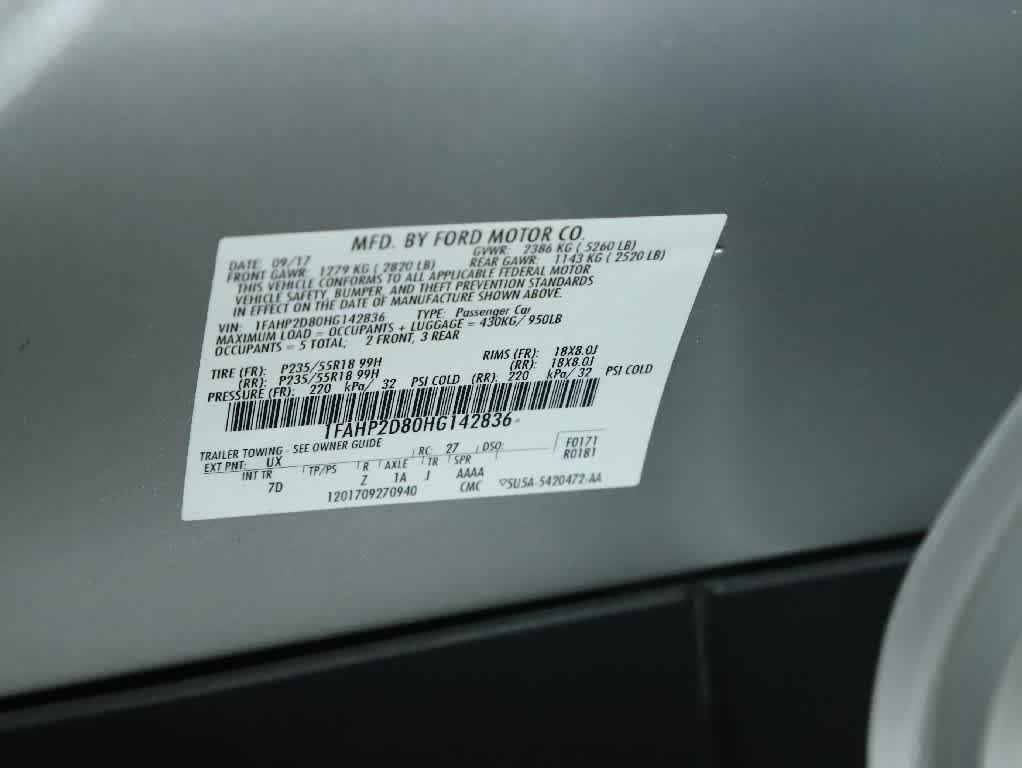 MFD. BY FORD MOTOR CO.
DATE: 09/17 GVWR: 2386 KG ( 5260 LB)
FRONT GAWR: 1279 KG ( 2820 LB) REAR GAWR: 1143 KG ( 2520 LB)
THIS VEHICLE CONFORMS TO ALL APPLICABLE FEDERAL MOTOR
VEHICLE SAFETY, BUMPER, AND THEFT PREVENTION STANDARDS
IN EFFECT ON THE DATE OF MANUFACTURE SHOWN ABOVE.
VIN: 1FAHP2D80HG142836 TYPE: Passenger Car
MAXIMUM LOAD = OCCUPANTS + LUGGAGE = 430KG/ 950LB
OCCUPANTS = 5 TOTAL; 2 FRONT, 3 REAR
TIRE (FR): P235/55R18 99H RIMS (FR): 18X8.0J
(RR): P235/55R18 99H (RR): 18X8.0J
PRESSURE (FR): 220 kPa/ 32 PSI COLD (RR): 220 kPa/ 32 PSI COLD
1FAHP2D80HG142836
TRAILER TOWING - SEE OWNER GUIDE
EXT PNT: UX RC: 27 DSO: F0171
INT TR TP/PS R AXLE TR SPR R0181
7D Z 1A J AAAA
1201709270940 CMC ▽5U5A-5420472-AA